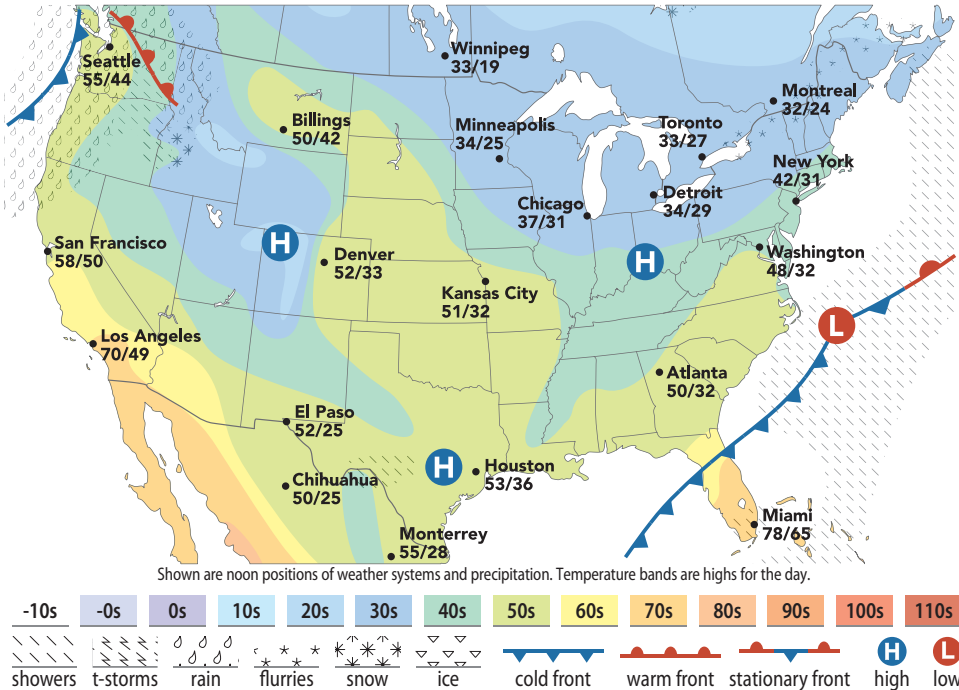 Winnipeg
33/19
Seattle
55/44
Montreal
32/24
Billings
50/42
Minneapolis
34/25
Toronto
33/27
New York
42/31
Detroit
34/29
Chicago
37/31
San Francisco
58/50
H
Denver
52/33
H
Washington
48/32
Kansas City
51/32
L
Los Angeles
70/49
Atlanta
50/32
El Paso
52/25
H
Houston
53/36
Chihuahua
50/25
Miami
78/65
Monterrey
55/28
Shown are noon positions of weather systems and precipitation. Temperature bands are highs for the day.
-10s -0s 0s 10s 20s 30s 40s 50s 60s 70s 80s 90s 100s 110s
H L
showers t-storms rain flurries snow ice cold front warm front stationary front high low